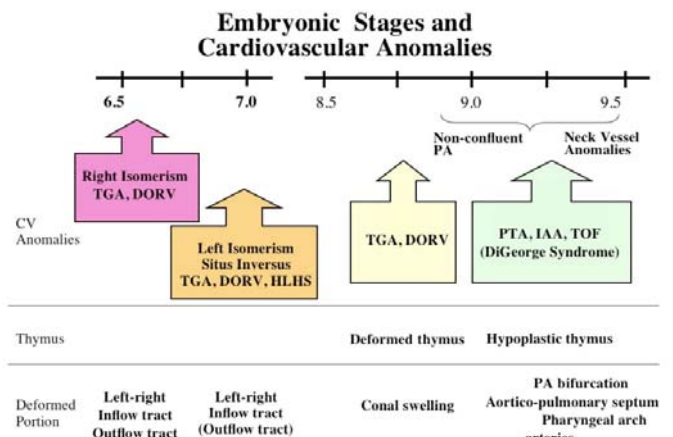 Embryonic Stages and
Cardiovascular Anomalies
6.5 7.0 8.5 9.0 9.5
Non-confluent
PA
Neck Vessel
Anomalies
Right Isomerism
TGA, DORV
CV
Anomalies
Left Isomerism
Situs Inversus
TGA, DORV, HLHS
TGA, DORV
PTA, IAA, TOF
(DiGeorge Syndrome)
Thymus
Deformed thymus
Hypoplastic thymus
Deformed
Portion
Left-right
Inflow tract
Outflow tract
Left-right
Inflow tract
(Outflow tract)
Conal swelling
PA bifurcation
Aortico-pulmonary septum
Pharyngeal arch
arteries